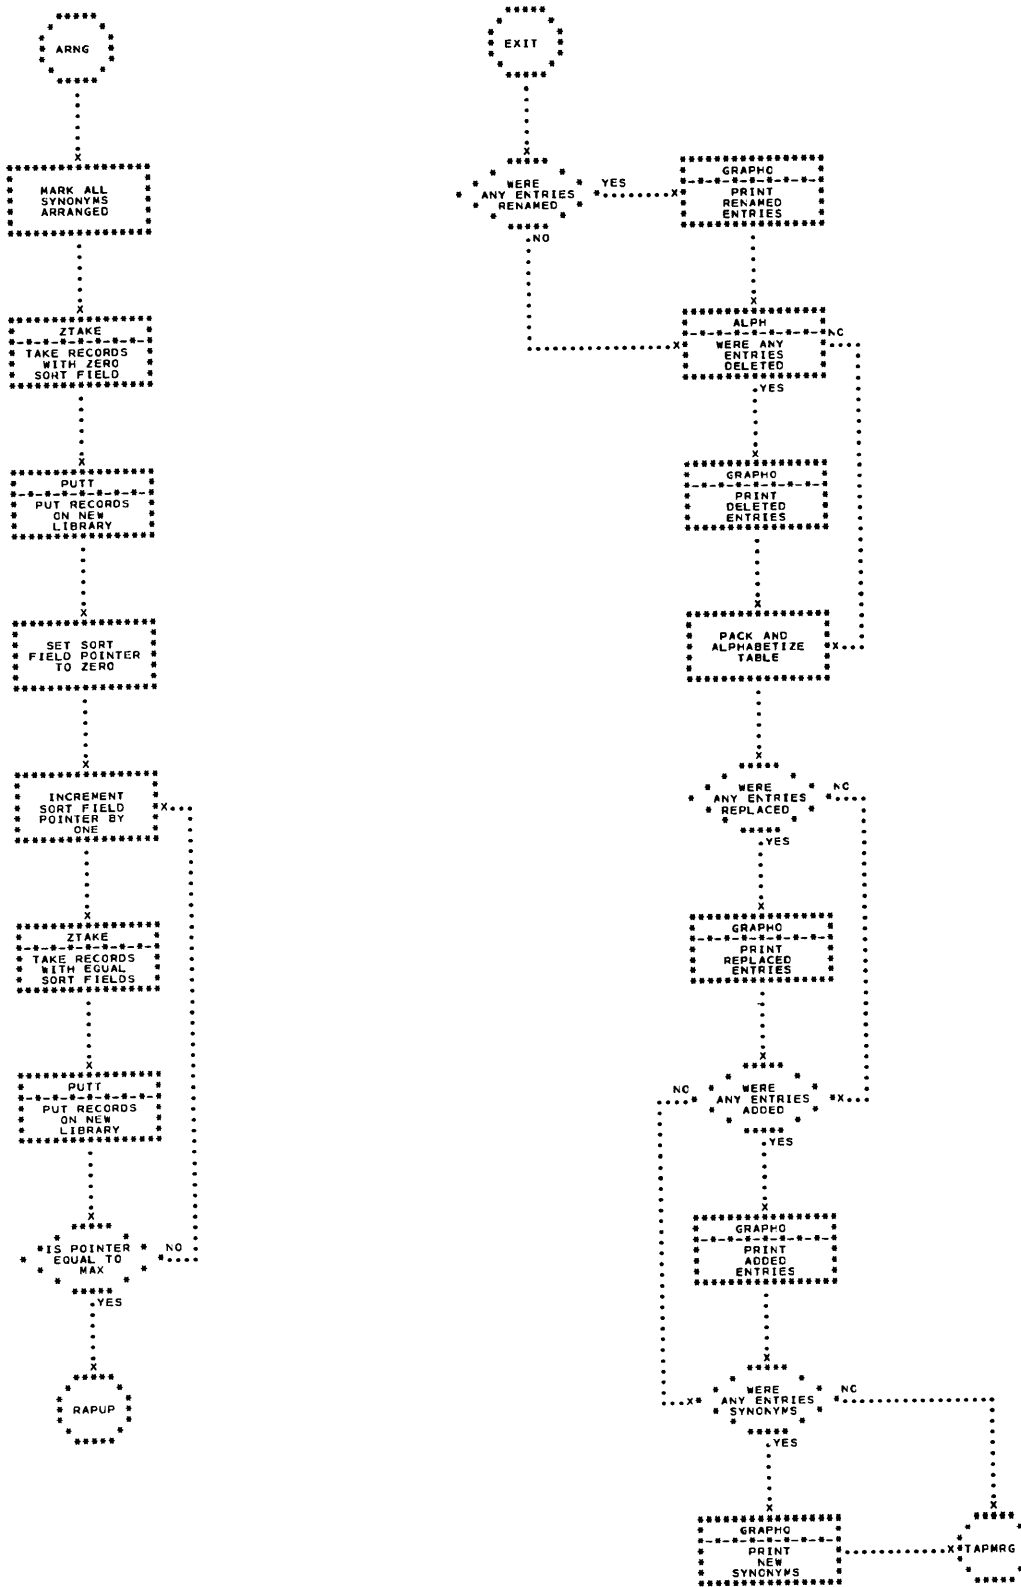 ARNG
MARK ALL
SYNONYMS
ARRANGED
ZTAKE
TAKE RECORDS
WITH ZERO
SORT FIELD
PUTT
PUT RECORDS
ON NEW
LIBRARY
SET SORT
FIELD POINTER
TO ZERO
INCREMENT
SORT FIELD
POINTER BY
ONE
ZTAKE
TAKE RECORDS
WITH EQUAL
SORT FIELDS
PUTT
PUT RECORDS
ON NEW
LIBRARY
IS POINTER
EQUAL TO
MAX
NO
YES
RAPUP
EXIT
WERE
ANY ENTRIES
RENAMED
YES
NO
GRAPHO
PRINT
RENAMED
ENTRIES
ALPH
WERE ANY
ENTRIES
DELETED
NO
YES
GRAPHO
PRINT
DELETED
ENTRIES
PACK AND
ALPHABETIZE
TABLE
WERE
ANY ENTRIES
REPLACED
NO
YES
GRAPHO
PRINT
REPLACED
ENTRIES
NO
WERE
ANY ENTRIES
ADDED
YES
GRAPHO
PRINT
ADDED
ENTRIES
WERE
ANY ENTRIES
SYNONYMS
NO
YES
GRAPHO
PRINT
NEW
SYNONYMS
TAPMRG